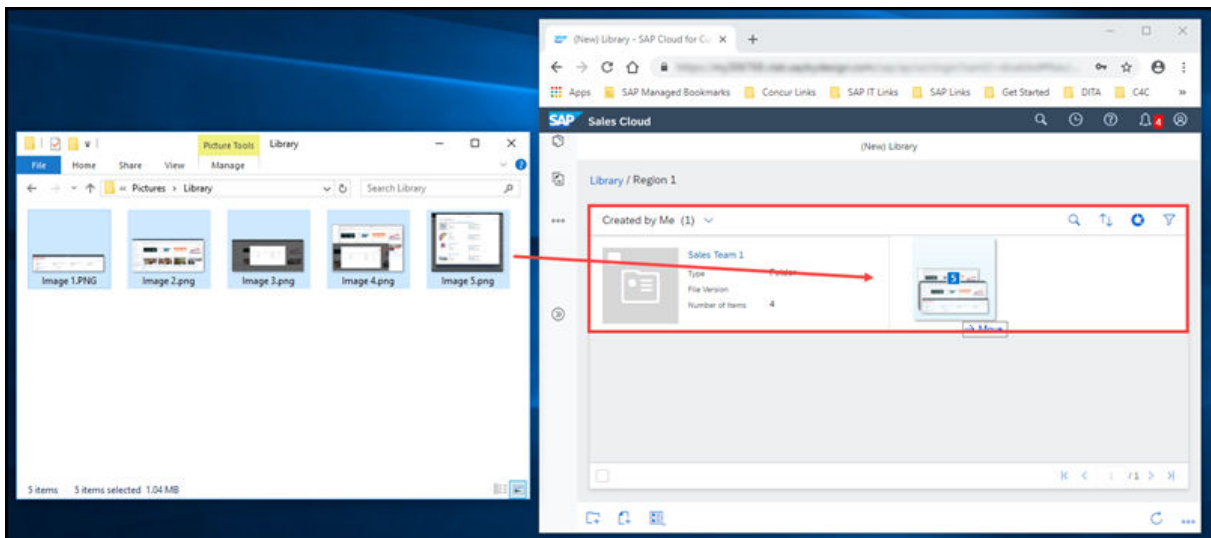 Picture Tools Library
File Home Share View Manage
« Pictures > Library
Search Library
Image 1.PNG Image 2.png Image 3.png Image 4.png Image 5.png
5 items 5 items selected 1.04 MB
(New) Library - SAP Cloud for Cu
Apps SAP Managed Bookmarks Concur Links SAP IT Links SAP Links Get Started DITA C4C »
SAP Sales Cloud 4
(New) Library
Library / Region 1
Created by Me (1)
Sales Team 1
Type Folder
File Version
Number of Items 4
5
Move
1 /1